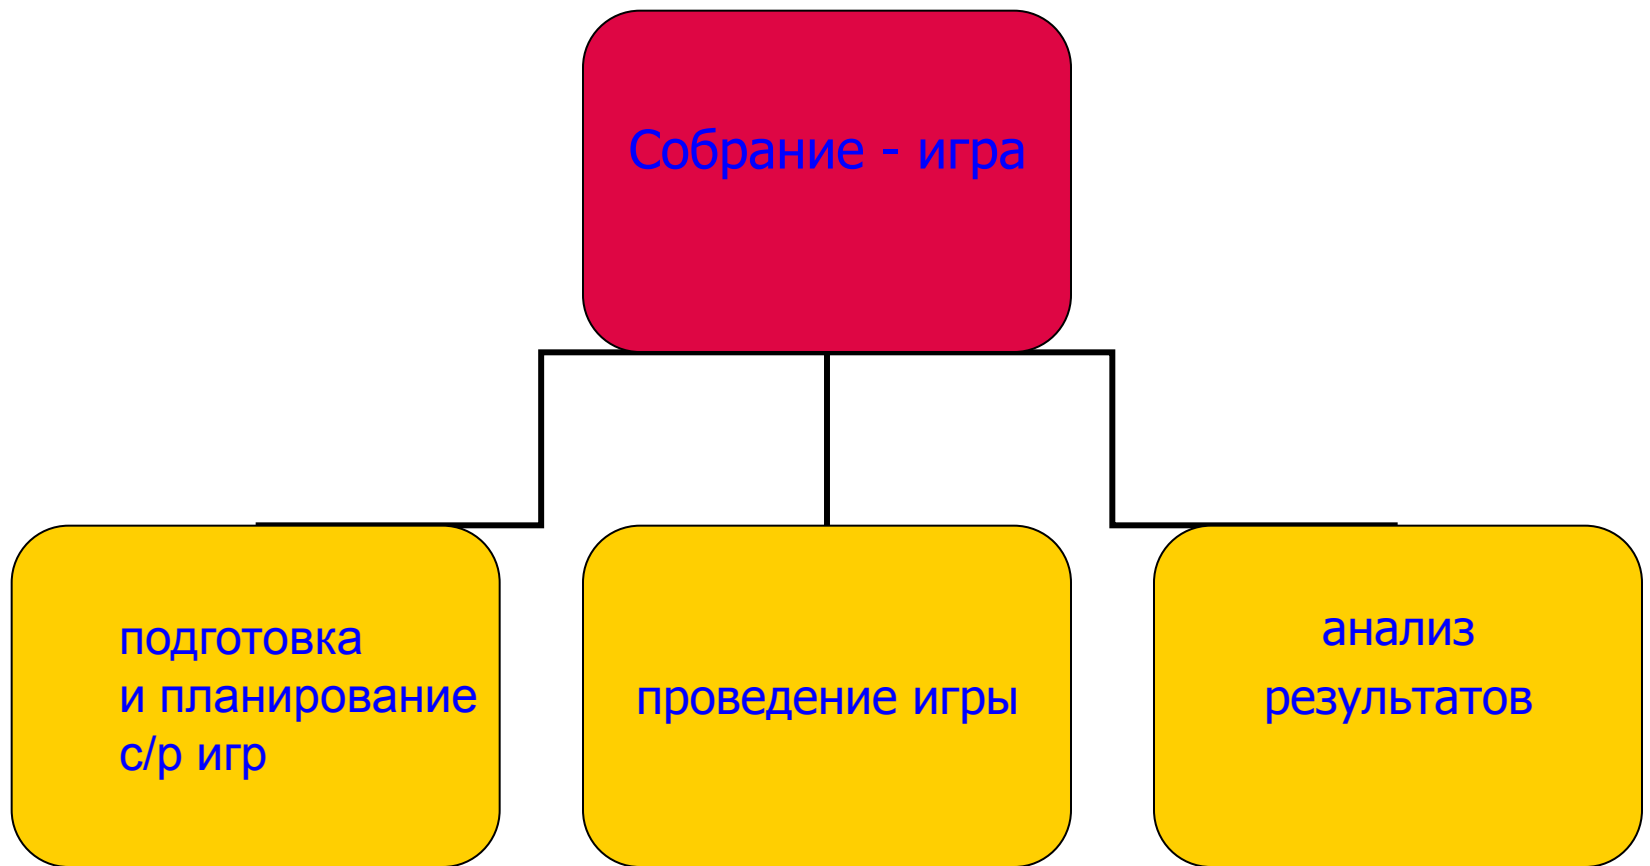 Собрание - игра
подготовка
и планирование
с/р игр
проведение игры
анализ
результатов